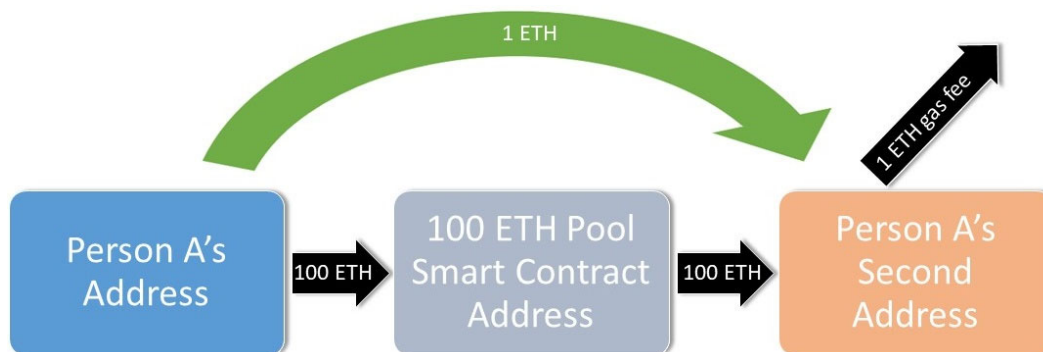 1 ETH
1 ETH gas fee
Person A's
Address
100 ETH
100 ETH Pool
Smart Contract
Address
100 ETH
Person A's
Second
Address